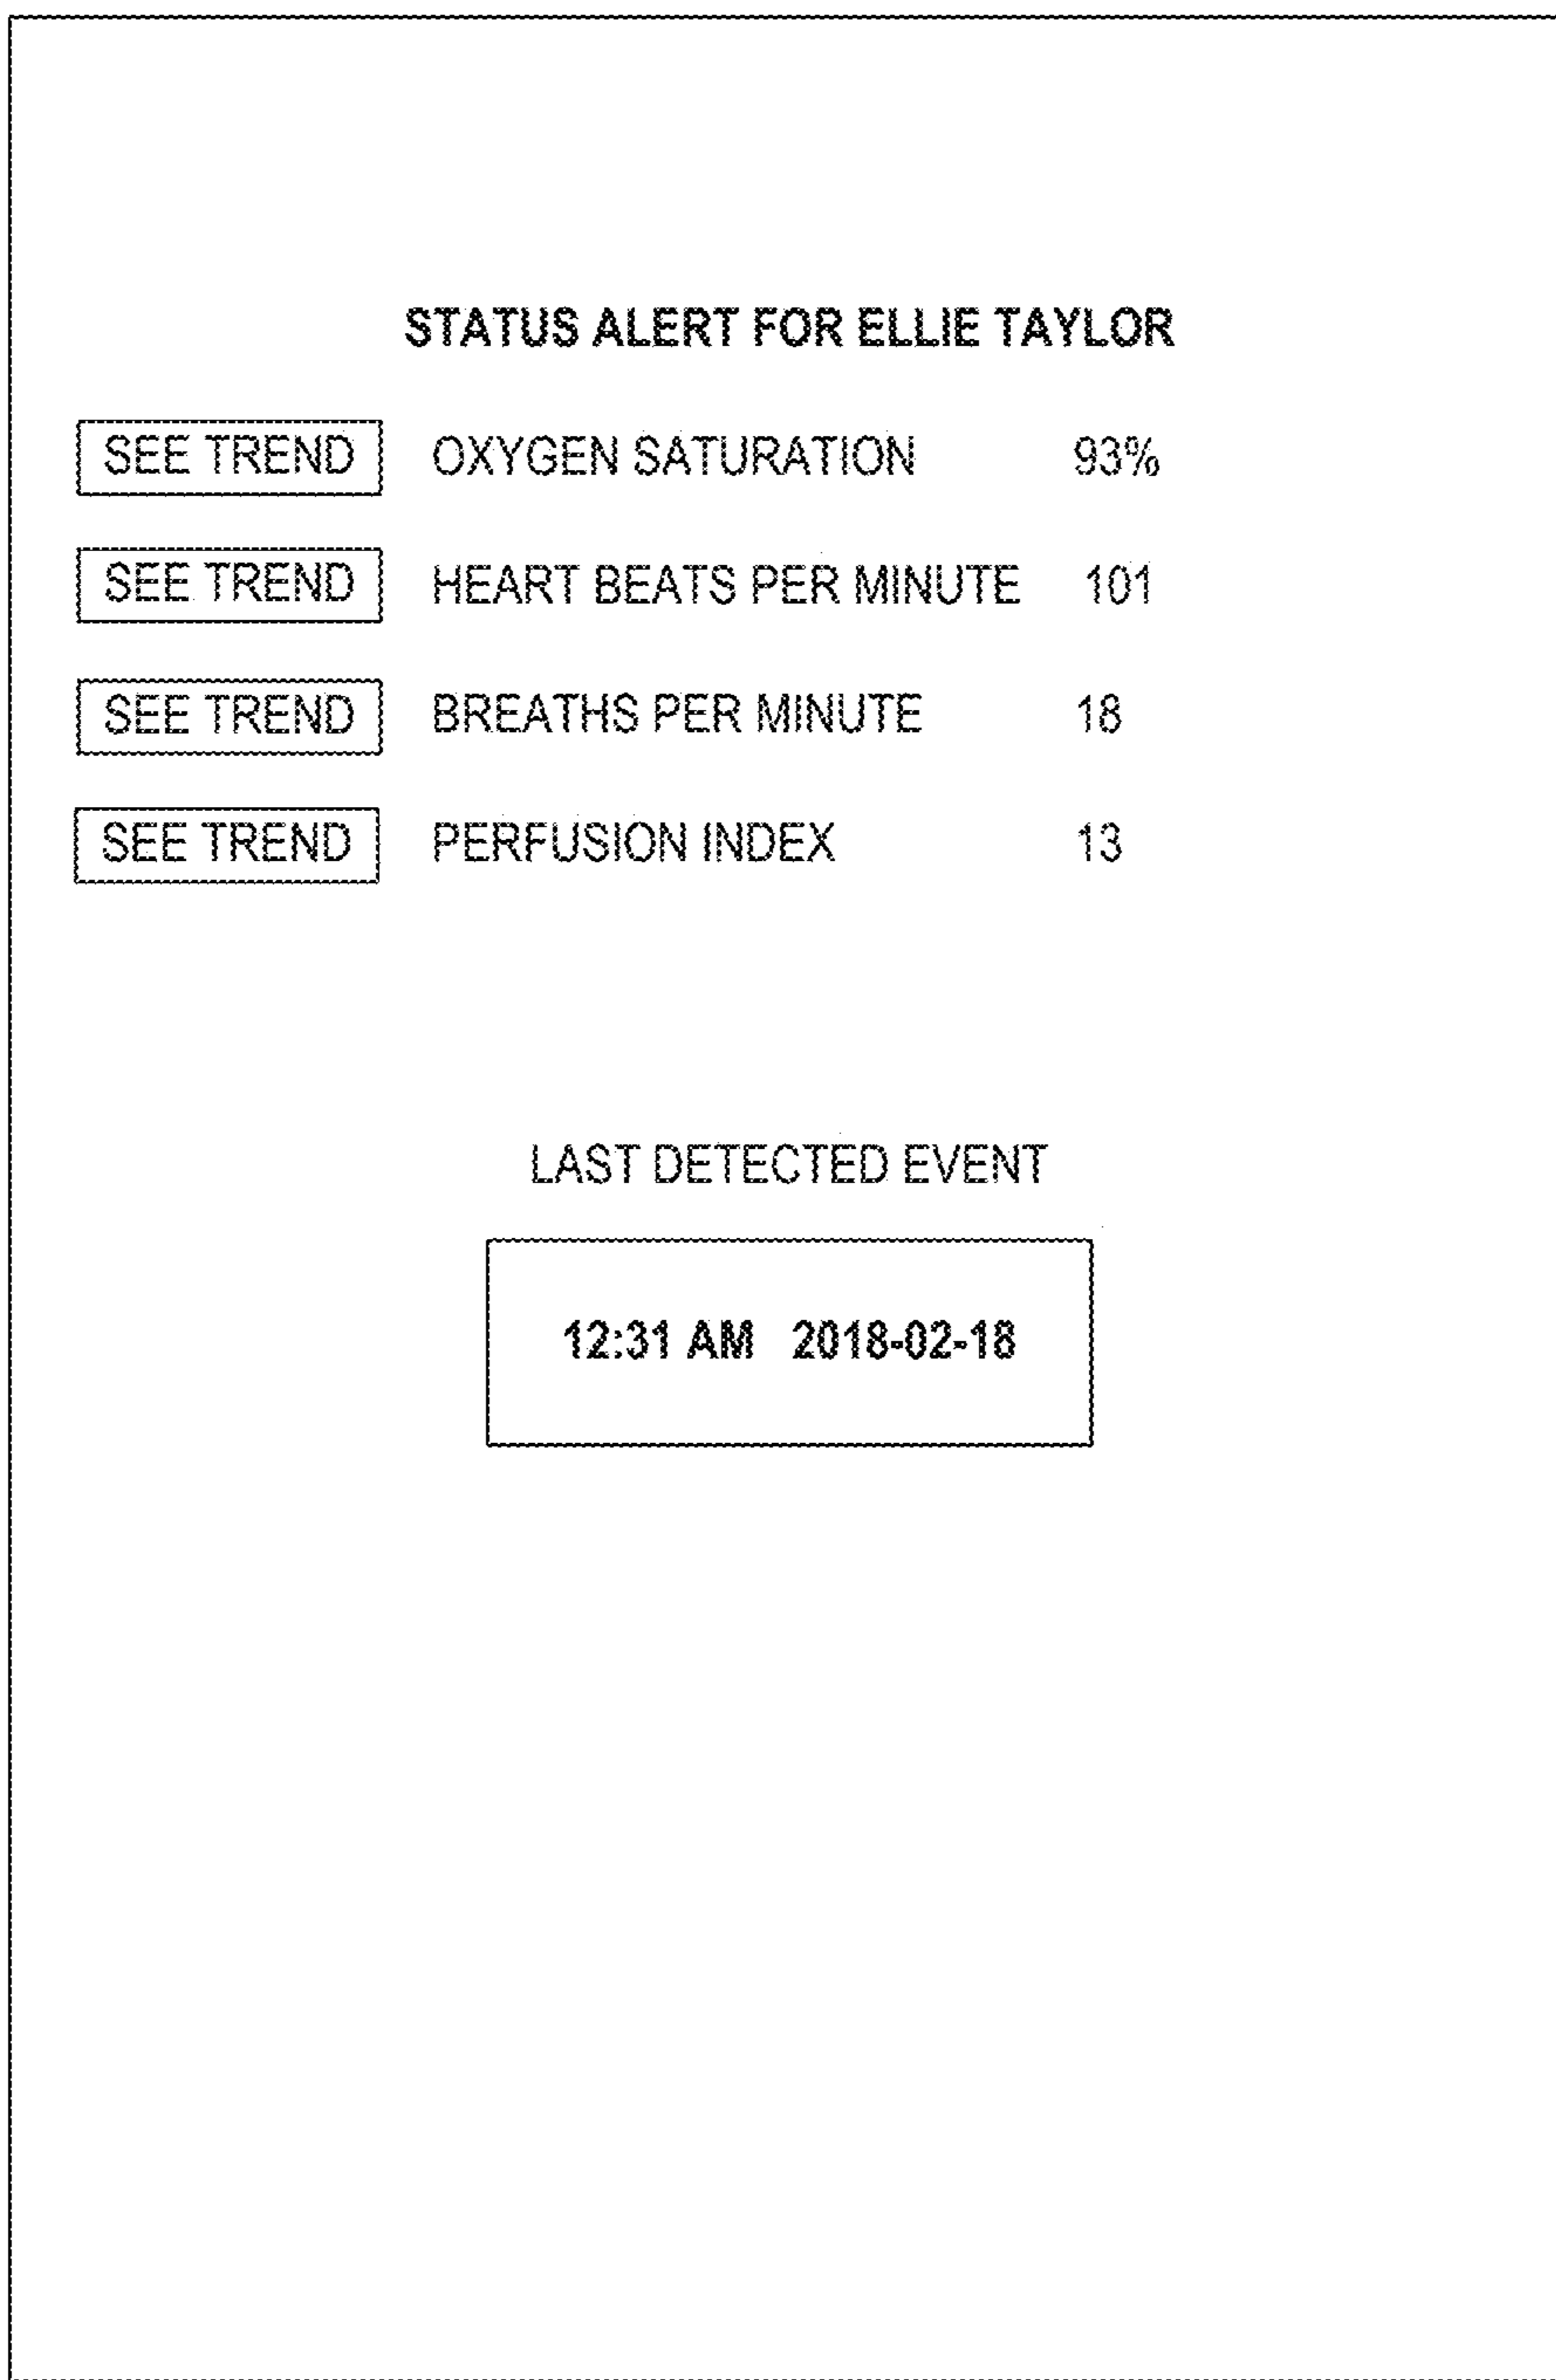 STATUS ALERT FOR ELLIE TAYLOR
SEE TREND OXYGEN SATURATION 93%
SEE TREND HEART BEATS PER MINUTE 101
SEE TREND BREATHS PER MINUTE 18
SEE TREND PERFUSION INDEX 13
LAST DETECTED EVENT
12:31 AM 2018-02-18